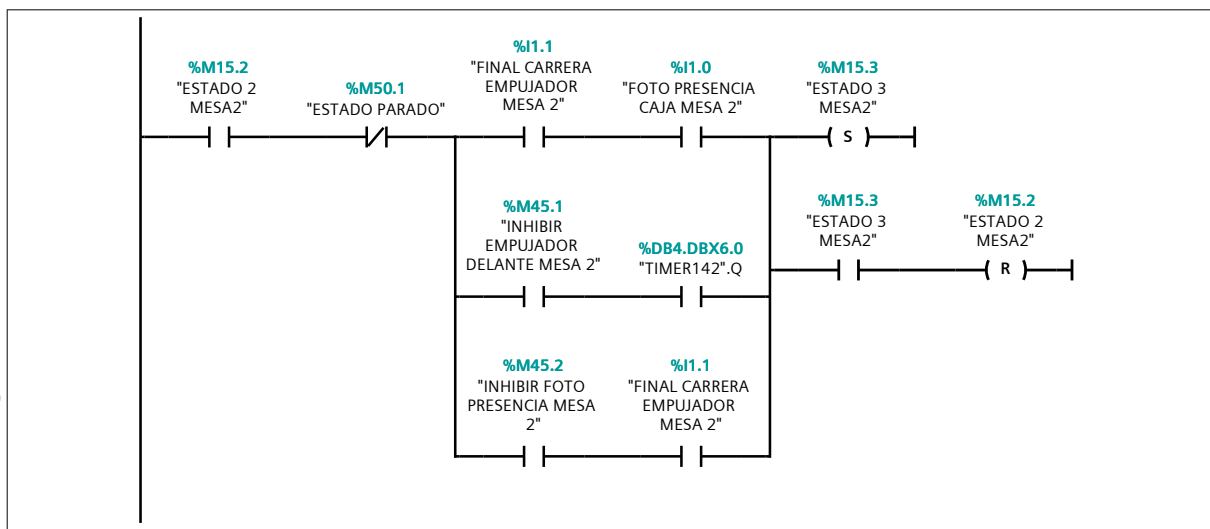 %M15.2
"ESTADO 2
MESA2"
%M50.1
"ESTADO PARADO"
%I1.1
"FINAL CARRERA
EMPUJADOR
MESA 2"
%I1.0
"FOTO PRESENCIA
CAJA MESA 2"
%M15.3
"ESTADO 3
MESA2"
S
%M45.1
"INHIBIR
EMPUJADOR
DELANTE MESA 2"
%DB4.DBX6.0
"TIMER142".Q
%M15.3
"ESTADO 3
MESA2"
%M15.2
"ESTADO 2
MESA2"
R
%M45.2
"INHIBIR FOTO
PRESENCIA MESA
2"
%I1.1
"FINAL CARRERA
EMPUJADOR
MESA 2"